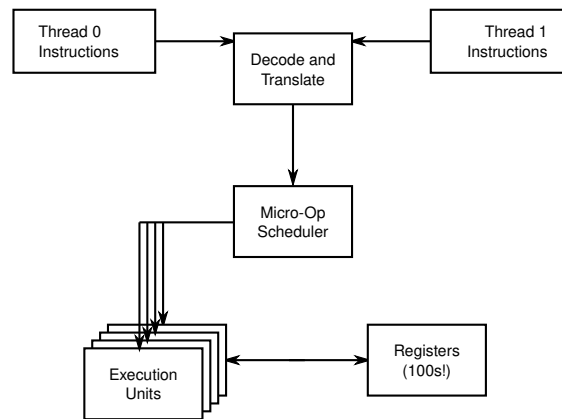 Thread 0
Instructions
Thread 1
Instructions
Decode and
Translate
Micro-Op
Scheduler
Execution
Units
Registers
(100s!)